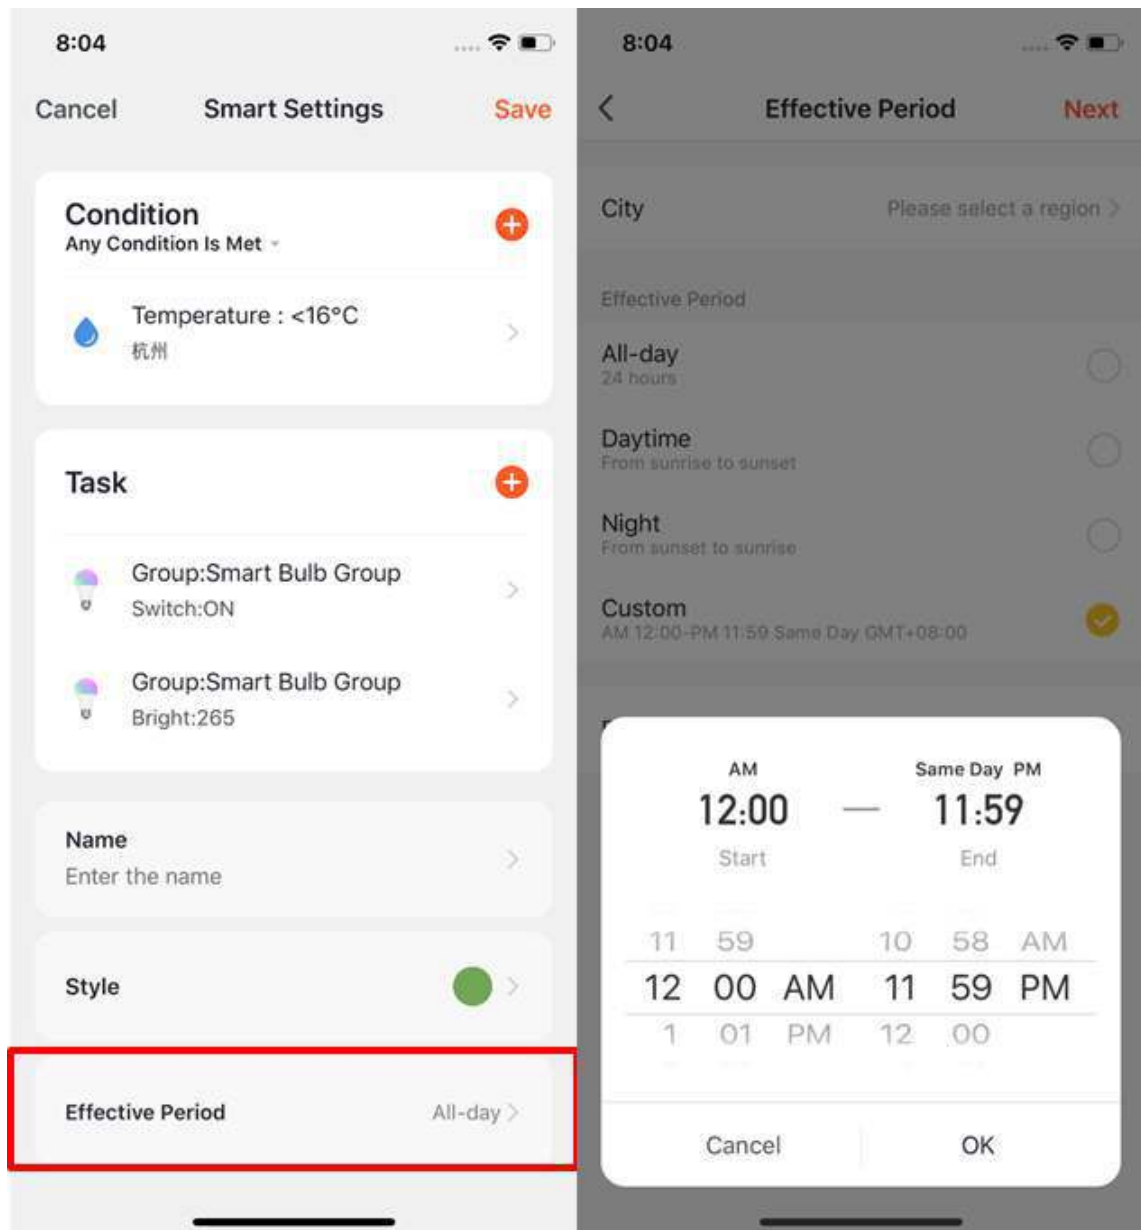 8:04
Cancel Smart Settings Save
Condition
Any Condition Is Met
Temperature : <16°C
杭州
Task
Group:Smart Bulb Group
Switch:ON
Group:Smart Bulb Group
Bright:265
Name
Enter the name
Style
Effective Period All-day
8:04
Effective Period Next
City Please select a region
Effective Period
All-day
24 hours
Daytime
From sunrise to sunset
Night
From sunset to sunrise
Custom
AM 12:00-PM 11:59 Same Day GMT+08:00
AM Same Day PM
12:00 — 11:59
Start End
11 59 10 58 AM
12 00 AM 11 59 PM
1 01 PM 12 00
Cancel OK